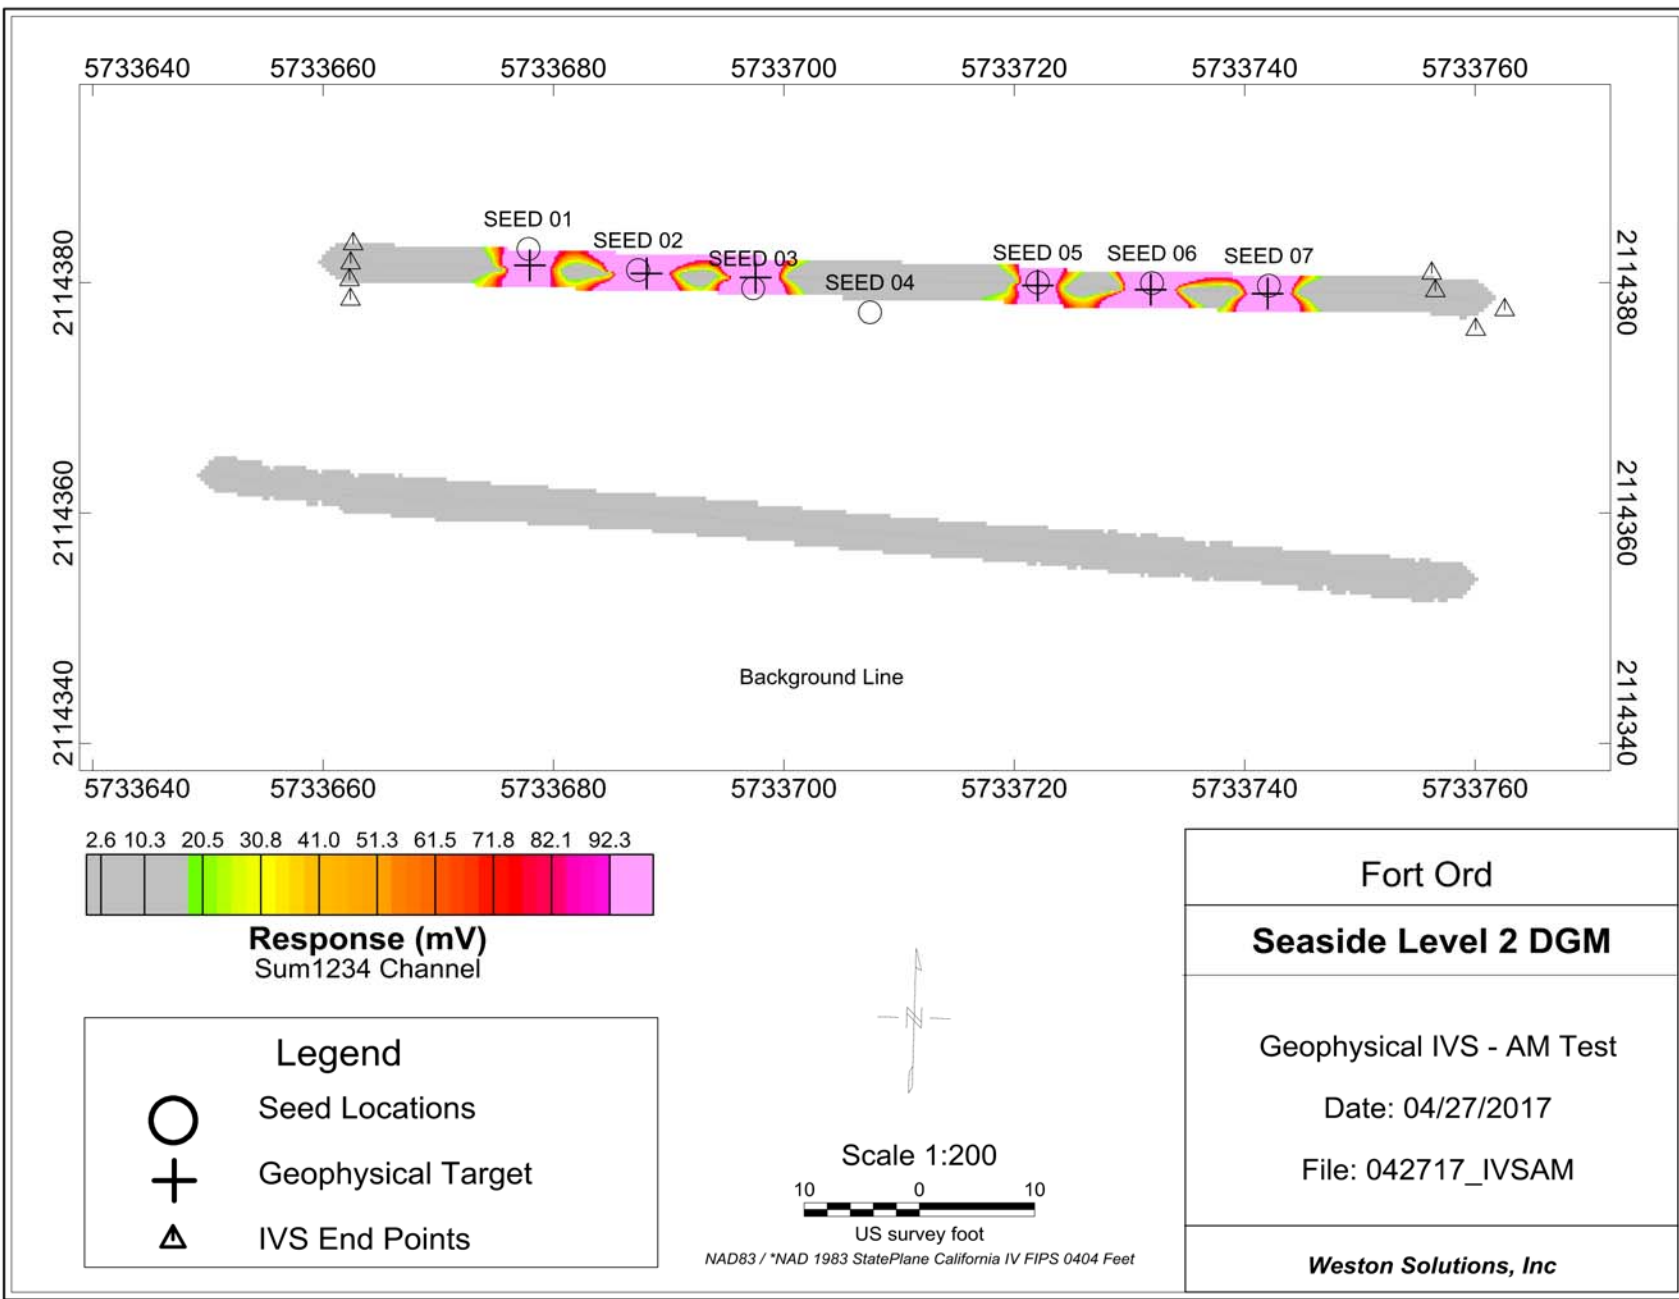 5733640 5733660 5733680 5733700 5733720 5733740 5733760
SEED 01
SEED 02
SEED 03
SEED 04
SEED 05
SEED 06
SEED 07
2114380 2114380
2114360 2114360
2114340 2114340
Background Line
5733640 5733660 5733680 5733700 5733720 5733740 5733760
2.6 10.3 20.5 30.8 41.0 51.3 61.5 71.8 82.1 92.3
Response (mV)
Sum1234 Channel
Legend
Seed Locations
Geophysical Target
IVS End Points
N
Scale 1:200
10 0 10
US survey foot
NAD83 / *NAD 1983 StatePlane California IV FIPS 0404 Feet
Fort Ord
Seaside Level 2 DGM
Geophysical IVS - AM Test
Date: 04/27/2017
File: 042717_IVSAM
Weston Solutions, Inc